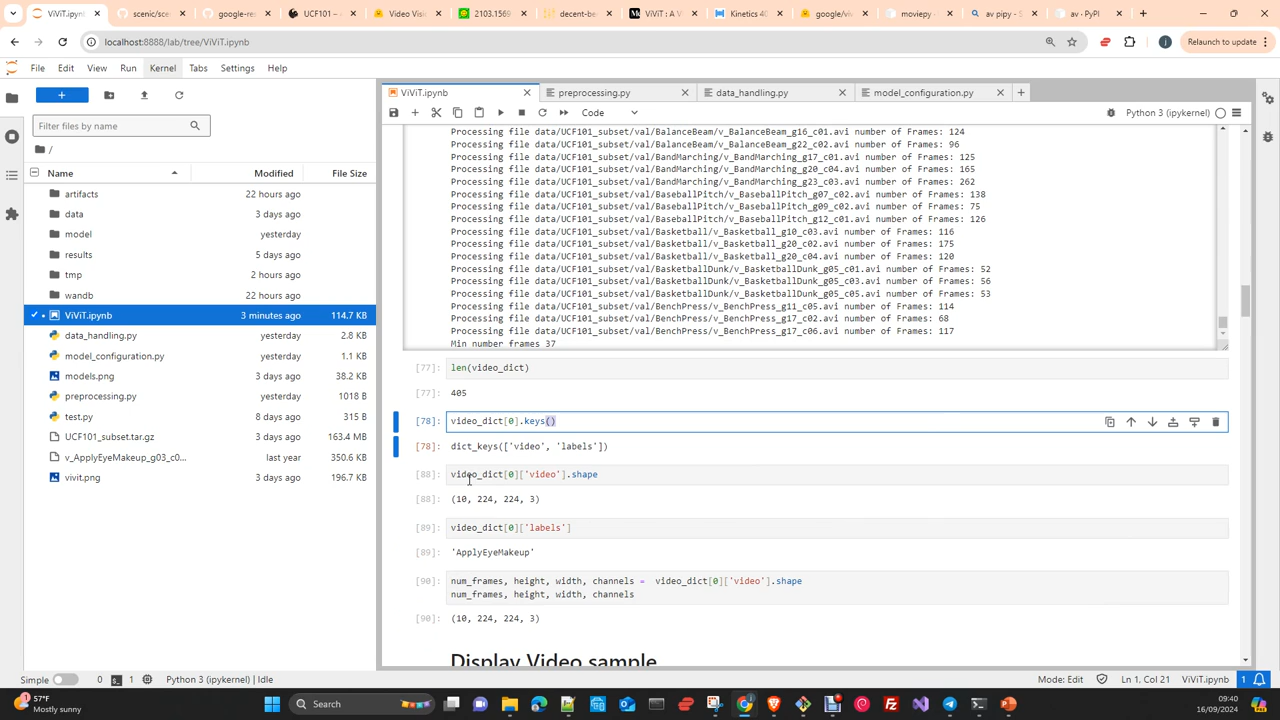 ViViT.ipynb
scenic/scen
google-res
UCF101 –
Video Visi
2103.1569
decent-be
ViViT : A V
Kinetics 40
google/viv
moviepy
av pipy - S
av · PyPI
localhost:8888/lab/tree/ViViT.ipynb
Relaunch to update
File Edit View Run Kernel Tabs Settings Help
ViViT.ipynb
preprocessing.py
data_handling.py
model_configuration.py
Code
Python 3 (ipykernel)
Filter files by name
/
Name Modified File Size
artifacts 22 hours ago
data 3 days ago
model yesterday
results 5 days ago
tmp 2 hours ago
wandb 22 hours ago
ViViT.ipynb 3 minutes ago 114.7 KB
data_handling.py yesterday 2.8 KB
model_configuration.py yesterday 1.1 KB
models.png 3 days ago 38.2 KB
preprocessing.py yesterday 1018 B
test.py 8 days ago 315 B
UCF101_subset.tar.gz 3 days ago 163.4 MB
v_ApplyEyeMakeup_g03_c0... last year 350.6 KB
vivit.png 3 days ago 196.7 KB
Processing file data/UCF101_subset/val/BalanceBeam/v_BalanceBeam_g16_c01.avi number of Frames: 124
Processing file data/UCF101_subset/val/BalanceBeam/v_BalanceBeam_g22_c02.avi number of Frames: 96
Processing file data/UCF101_subset/val/BandMarching/v_BandMarching_g17_c01.avi number of Frames: 125
Processing file data/UCF101_subset/val/BandMarching/v_BandMarching_g20_c04.avi number of Frames: 165
Processing file data/UCF101_subset/val/BandMarching/v_BandMarching_g23_c03.avi number of Frames: 262
Processing file data/UCF101_subset/val/BaseballPitch/v_BaseballPitch_g07_c02.avi number of Frames: 138
Processing file data/UCF101_subset/val/BaseballPitch/v_BaseballPitch_g09_c02.avi number of Frames: 75
Processing file data/UCF101_subset/val/BaseballPitch/v_BaseballPitch_g12_c01.avi number of Frames: 126
Processing file data/UCF101_subset/val/Basketball/v_Basketball_g10_c03.avi number of Frames: 116
Processing file data/UCF101_subset/val/Basketball/v_Basketball_g20_c02.avi number of Frames: 175
Processing file data/UCF101_subset/val/Basketball/v_Basketball_g20_c04.avi number of Frames: 120
Processing file data/UCF101_subset/val/BasketballDunk/v_BasketballDunk_g05_c01.avi number of Frames: 52
Processing file data/UCF101_subset/val/BasketballDunk/v_BasketballDunk_g05_c03.avi number of Frames: 56
Processing file data/UCF101_subset/val/BasketballDunk/v_BasketballDunk_g05_c05.avi number of Frames: 53
Processing file data/UCF101_subset/val/BenchPress/v_BenchPress_g11_c05.avi number of Frames: 114
Processing file data/UCF101_subset/val/BenchPress/v_BenchPress_g17_c02.avi number of Frames: 68
Processing file data/UCF101_subset/val/BenchPress/v_BenchPress_g17_c06.avi number of Frames: 117
Min number frames 37
[77]: len(video_dict)
[77]: 405
[78]: video_dict[0].keys()
[78]: dict_keys(['video', 'labels'])
[88]: video_dict[0]['video'].shape
[88]: (10, 224, 224, 3)
[89]: video_dict[0]['labels']
[89]: 'ApplyEyeMakeup'
[90]: num_frames, height, width, channels = video_dict[0]['video'].shape
num_frames, height, width, channels
[90]: (10, 224, 224, 3)
Display Video sample
Simple 0 1 Python 3 (ipykernel) | Idle Mode: Edit Ln 1, Col 21 ViViT.ipynb 1
57°F
Mostly sunny
Search
09:40
16/09/2024